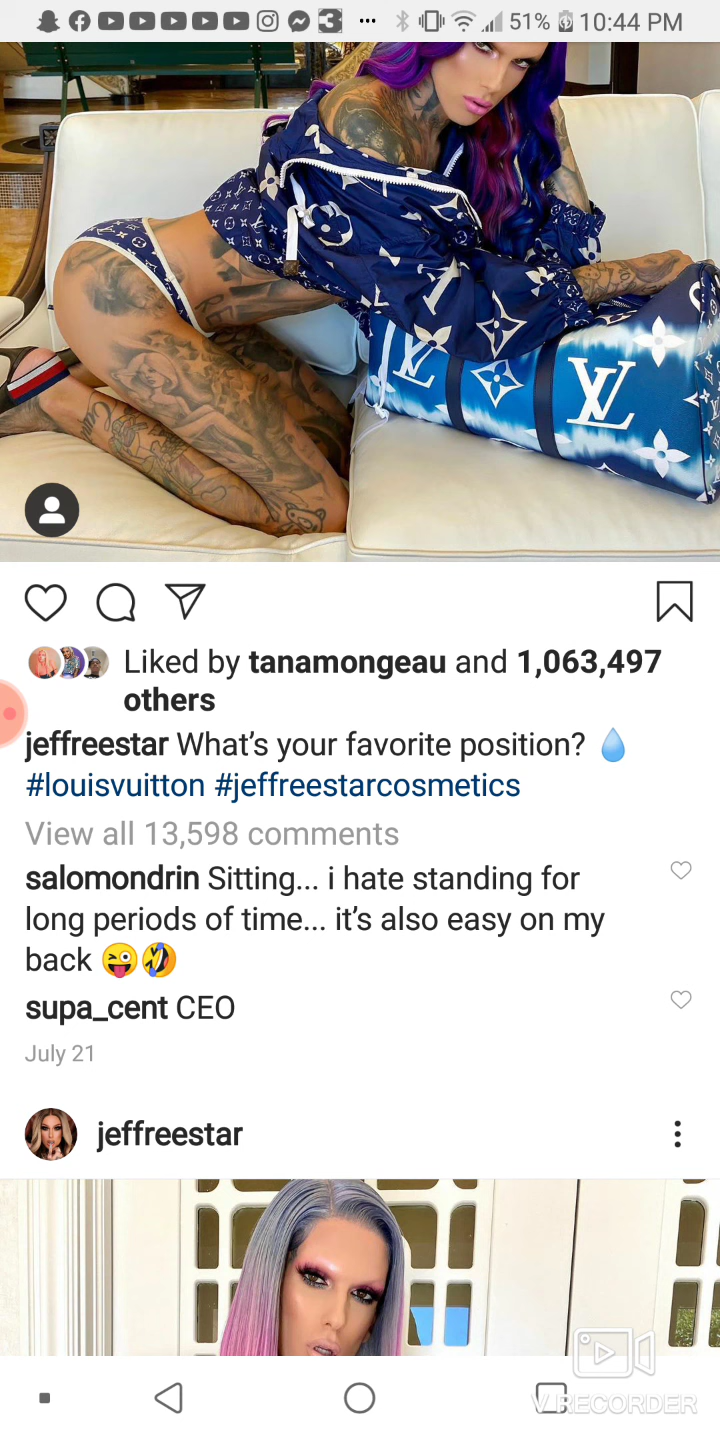 3 ... 51% 10:44 PM
LV LV
Liked by tanamongeau and 1,063,497
others
jeffreestar What's your favorite position? 💧
#louisvuitton #jeffreestarcosmetics
View all 13,598 comments
salomondrin Sitting... i hate standing for
long periods of time... it's also easy on my
back 😜🤣
supa_cent CEO
July 21
jeffreestar
V RECORDER